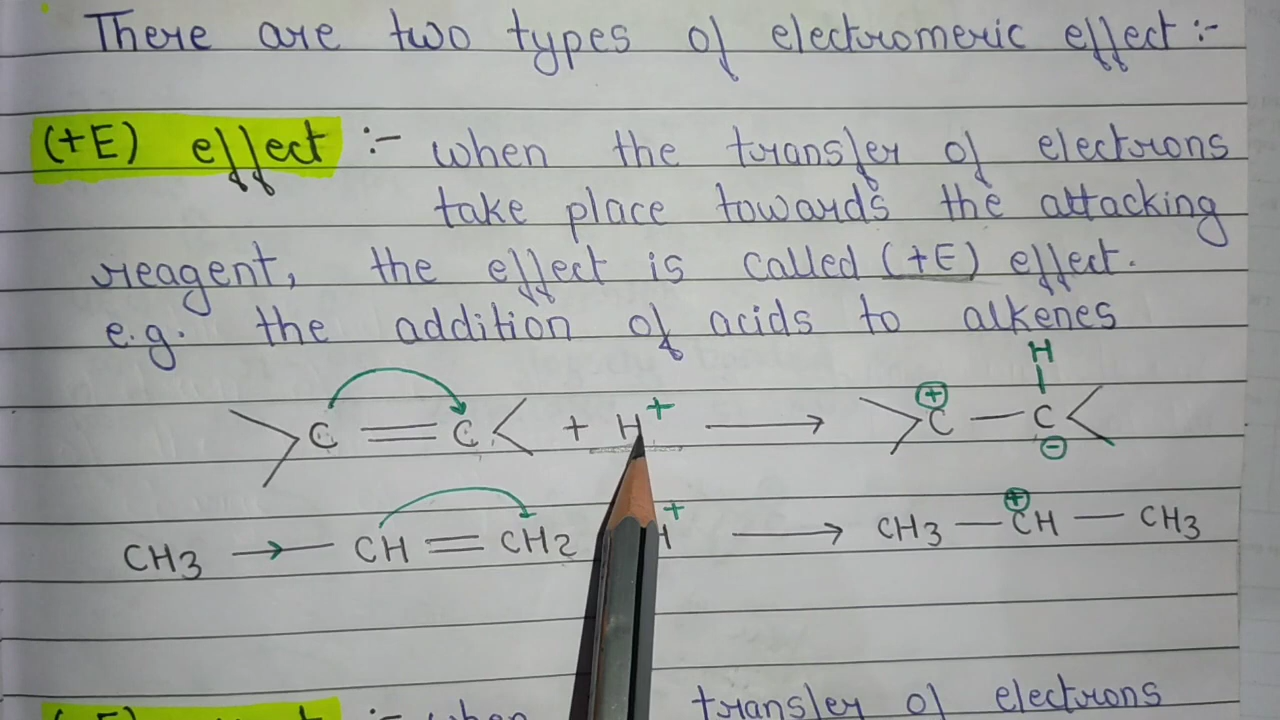 There are two types of electromeric effect :-
(+E) effect :- when the transfer of electrons
take place towards the attacking
reagent, the effect is called (+E) effect.
e.g. the addition of acids to alkenes
H
C = C + H+ → ⊕C — C ⊖
CH3 → CH = CH2 H+ → CH3 — ⊕CH — CH3
:- when transfer of electrons